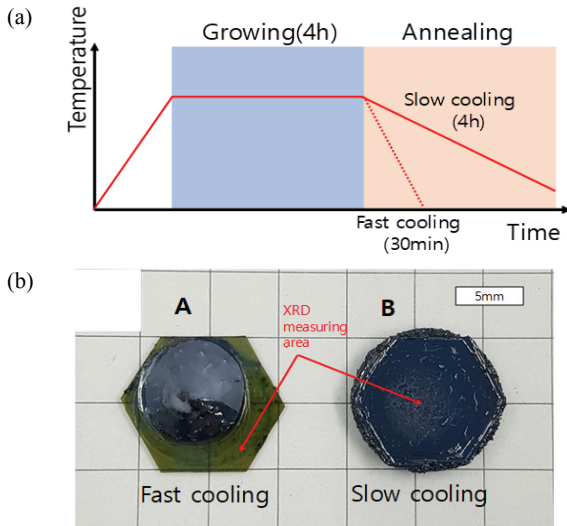 (a)
Growing(4h)
Annealing
Temperature
Slow cooling
(4h)
Fast cooling
(30min)
Time
(b)
A
XRD
measuring
area
B
5mm
Fast cooling
Slow cooling